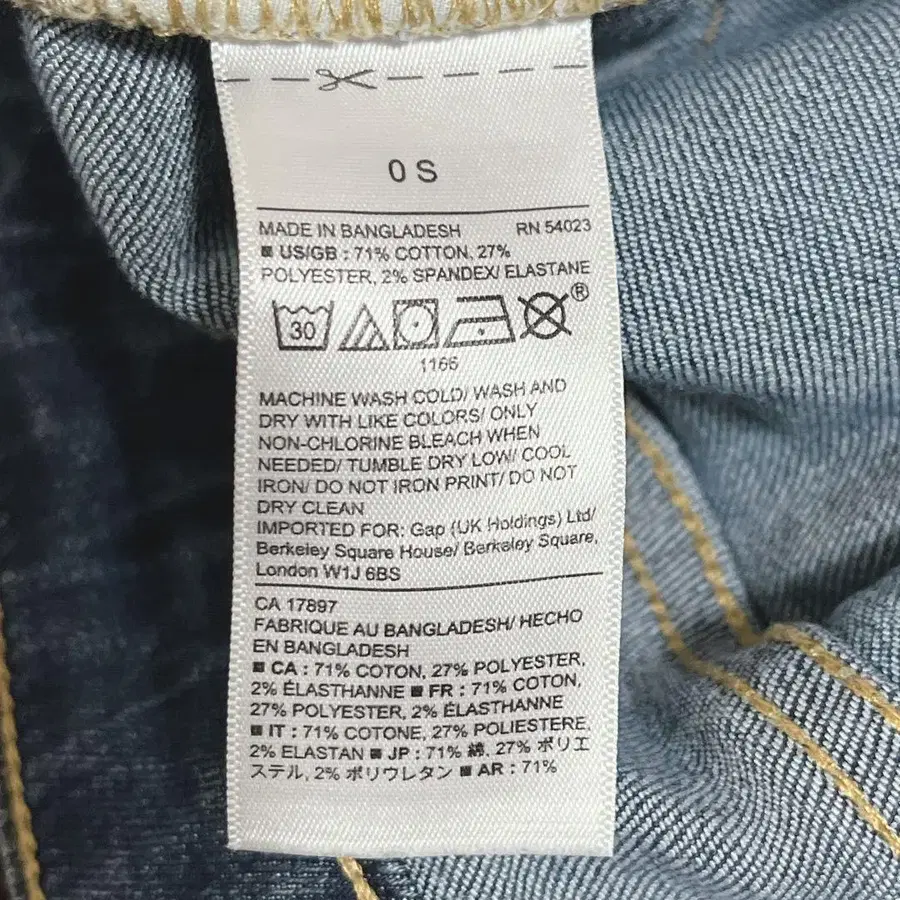 0 S
MADE IN BANGLADESH RN 54023
■ US/GB : 71% COTTON, 27%
POLYESTER, 2% SPANDEX/ ELASTANE
30
®
1166
MACHINE WASH COLD/ WASH AND
DRY WITH LIKE COLORS/ ONLY
NON-CHLORINE BLEACH WHEN
NEEDED/ TUMBLE DRY LOW/ COOL
IRON/ DO NOT IRON PRINT/ DO NOT
DRY CLEAN
IMPORTED FOR: Gap (UK Holdings) Ltd/
Berkeley Square House/ Berkeley Square,
London W1J 6BS
CA 17897
FABRIQUE AU BANGLADESH/ HECHO
EN BANGLADESH
■ CA : 71% COTON, 27% POLYESTER,
2% ÉLASTHANNE ■ FR : 71% COTON,
27% POLYESTER, 2% ÉLASTHANNE
■ IT : 71% COTONE, 27% POLIESTERE,
2% ELASTAN ■ JP : 71% 綿, 27% ポリエ
ステル, 2% ポリウレタン ■ AR : 71%